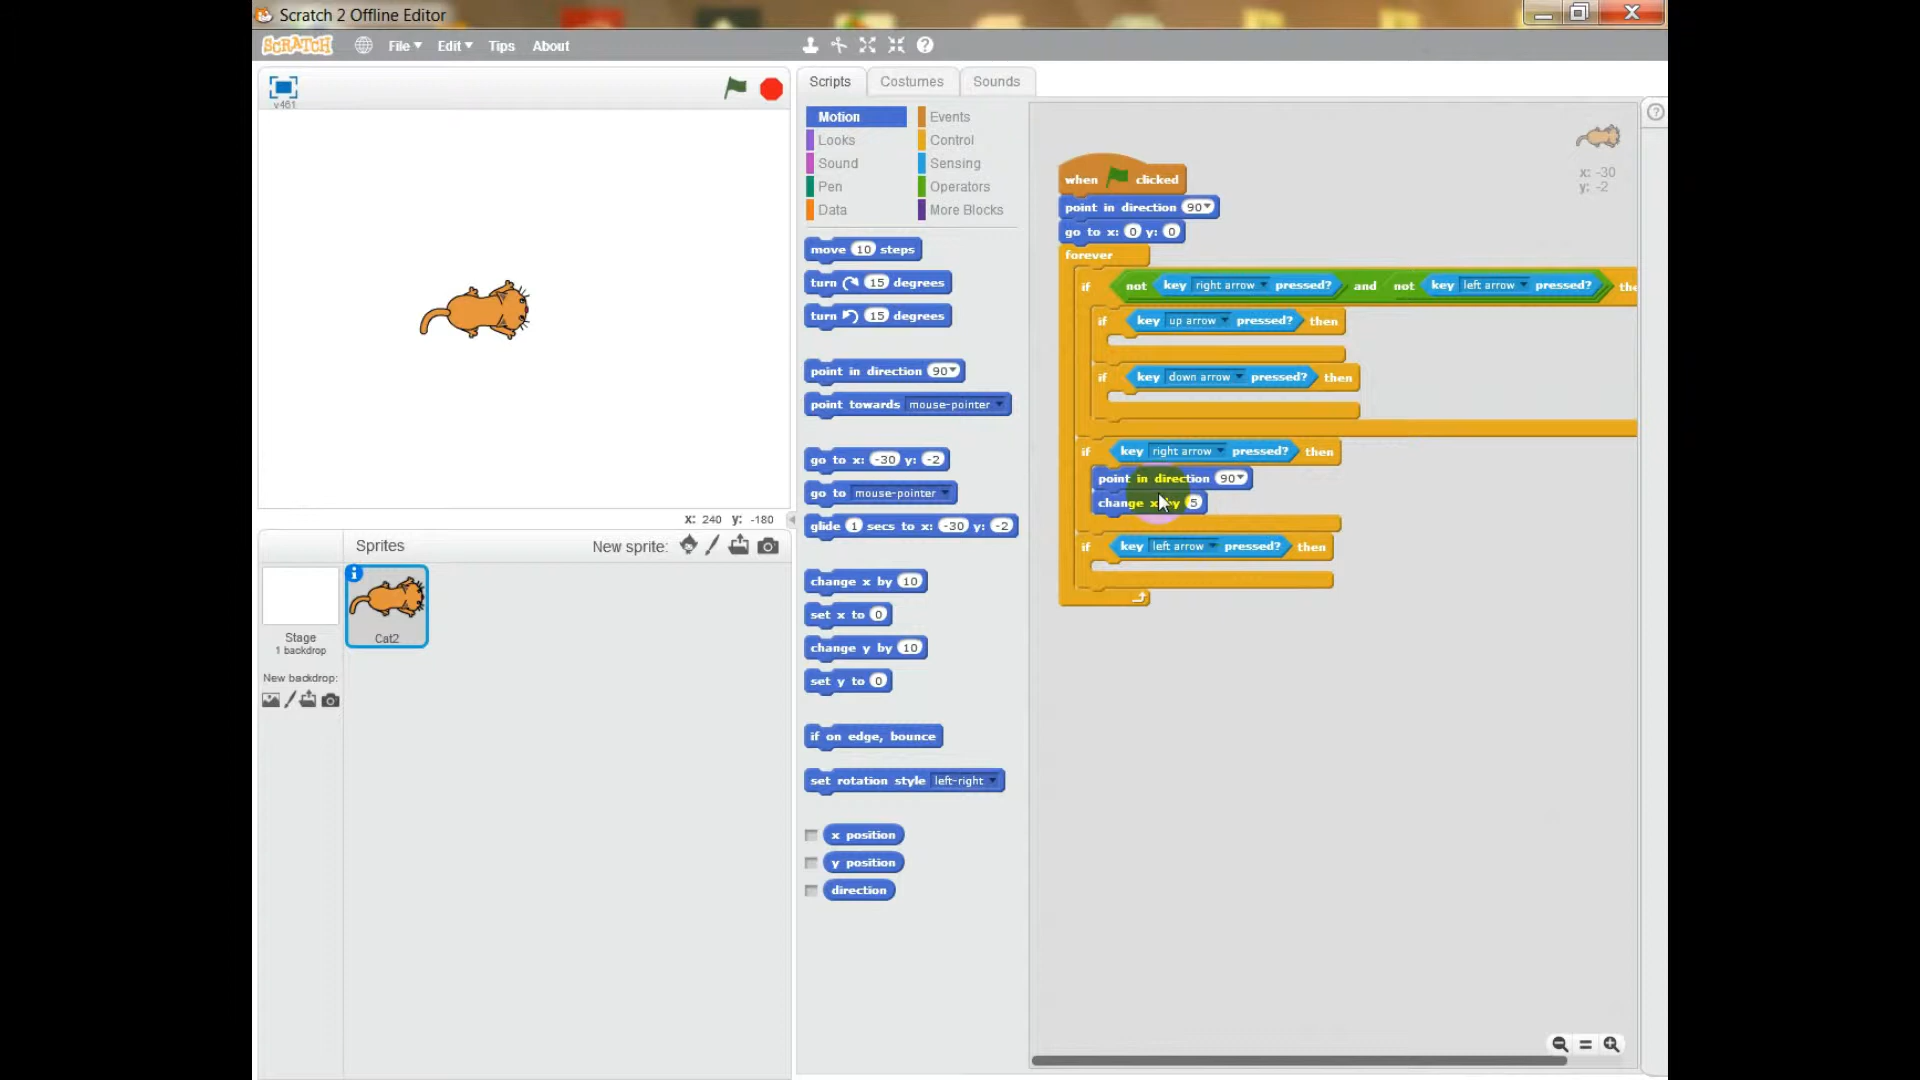 Scratch 2 Offline Editor
SCRATCH File Edit Tips About
v461
Scripts Costumes Sounds
Motion Events
Looks Control
Sound Sensing
Pen Operators
Data More Blocks
move 10 steps
turn 15 degrees
turn 15 degrees
point in direction 90
point towards mouse-pointer
go to x: -30 y: -2
go to mouse-pointer
glide 1 secs to x: -30 y: -2
change x by 10
set x to 0
change y by 10
set y to 0
if on edge, bounce
set rotation style left-right
x position
y position
direction
when clicked
point in direction 90
go to x: 0 y: 0
forever
if not key right arrow pressed? and not key left arrow pressed? the
if key up arrow pressed? then
if key down arrow pressed? then
if key right arrow pressed? then
point in direction 90
change x by 5
if key left arrow pressed? then
x: -30
y: -2
x: 240 y: -180
Sprites New sprite:
Stage
1 backdrop
New backdrop:
Cat2